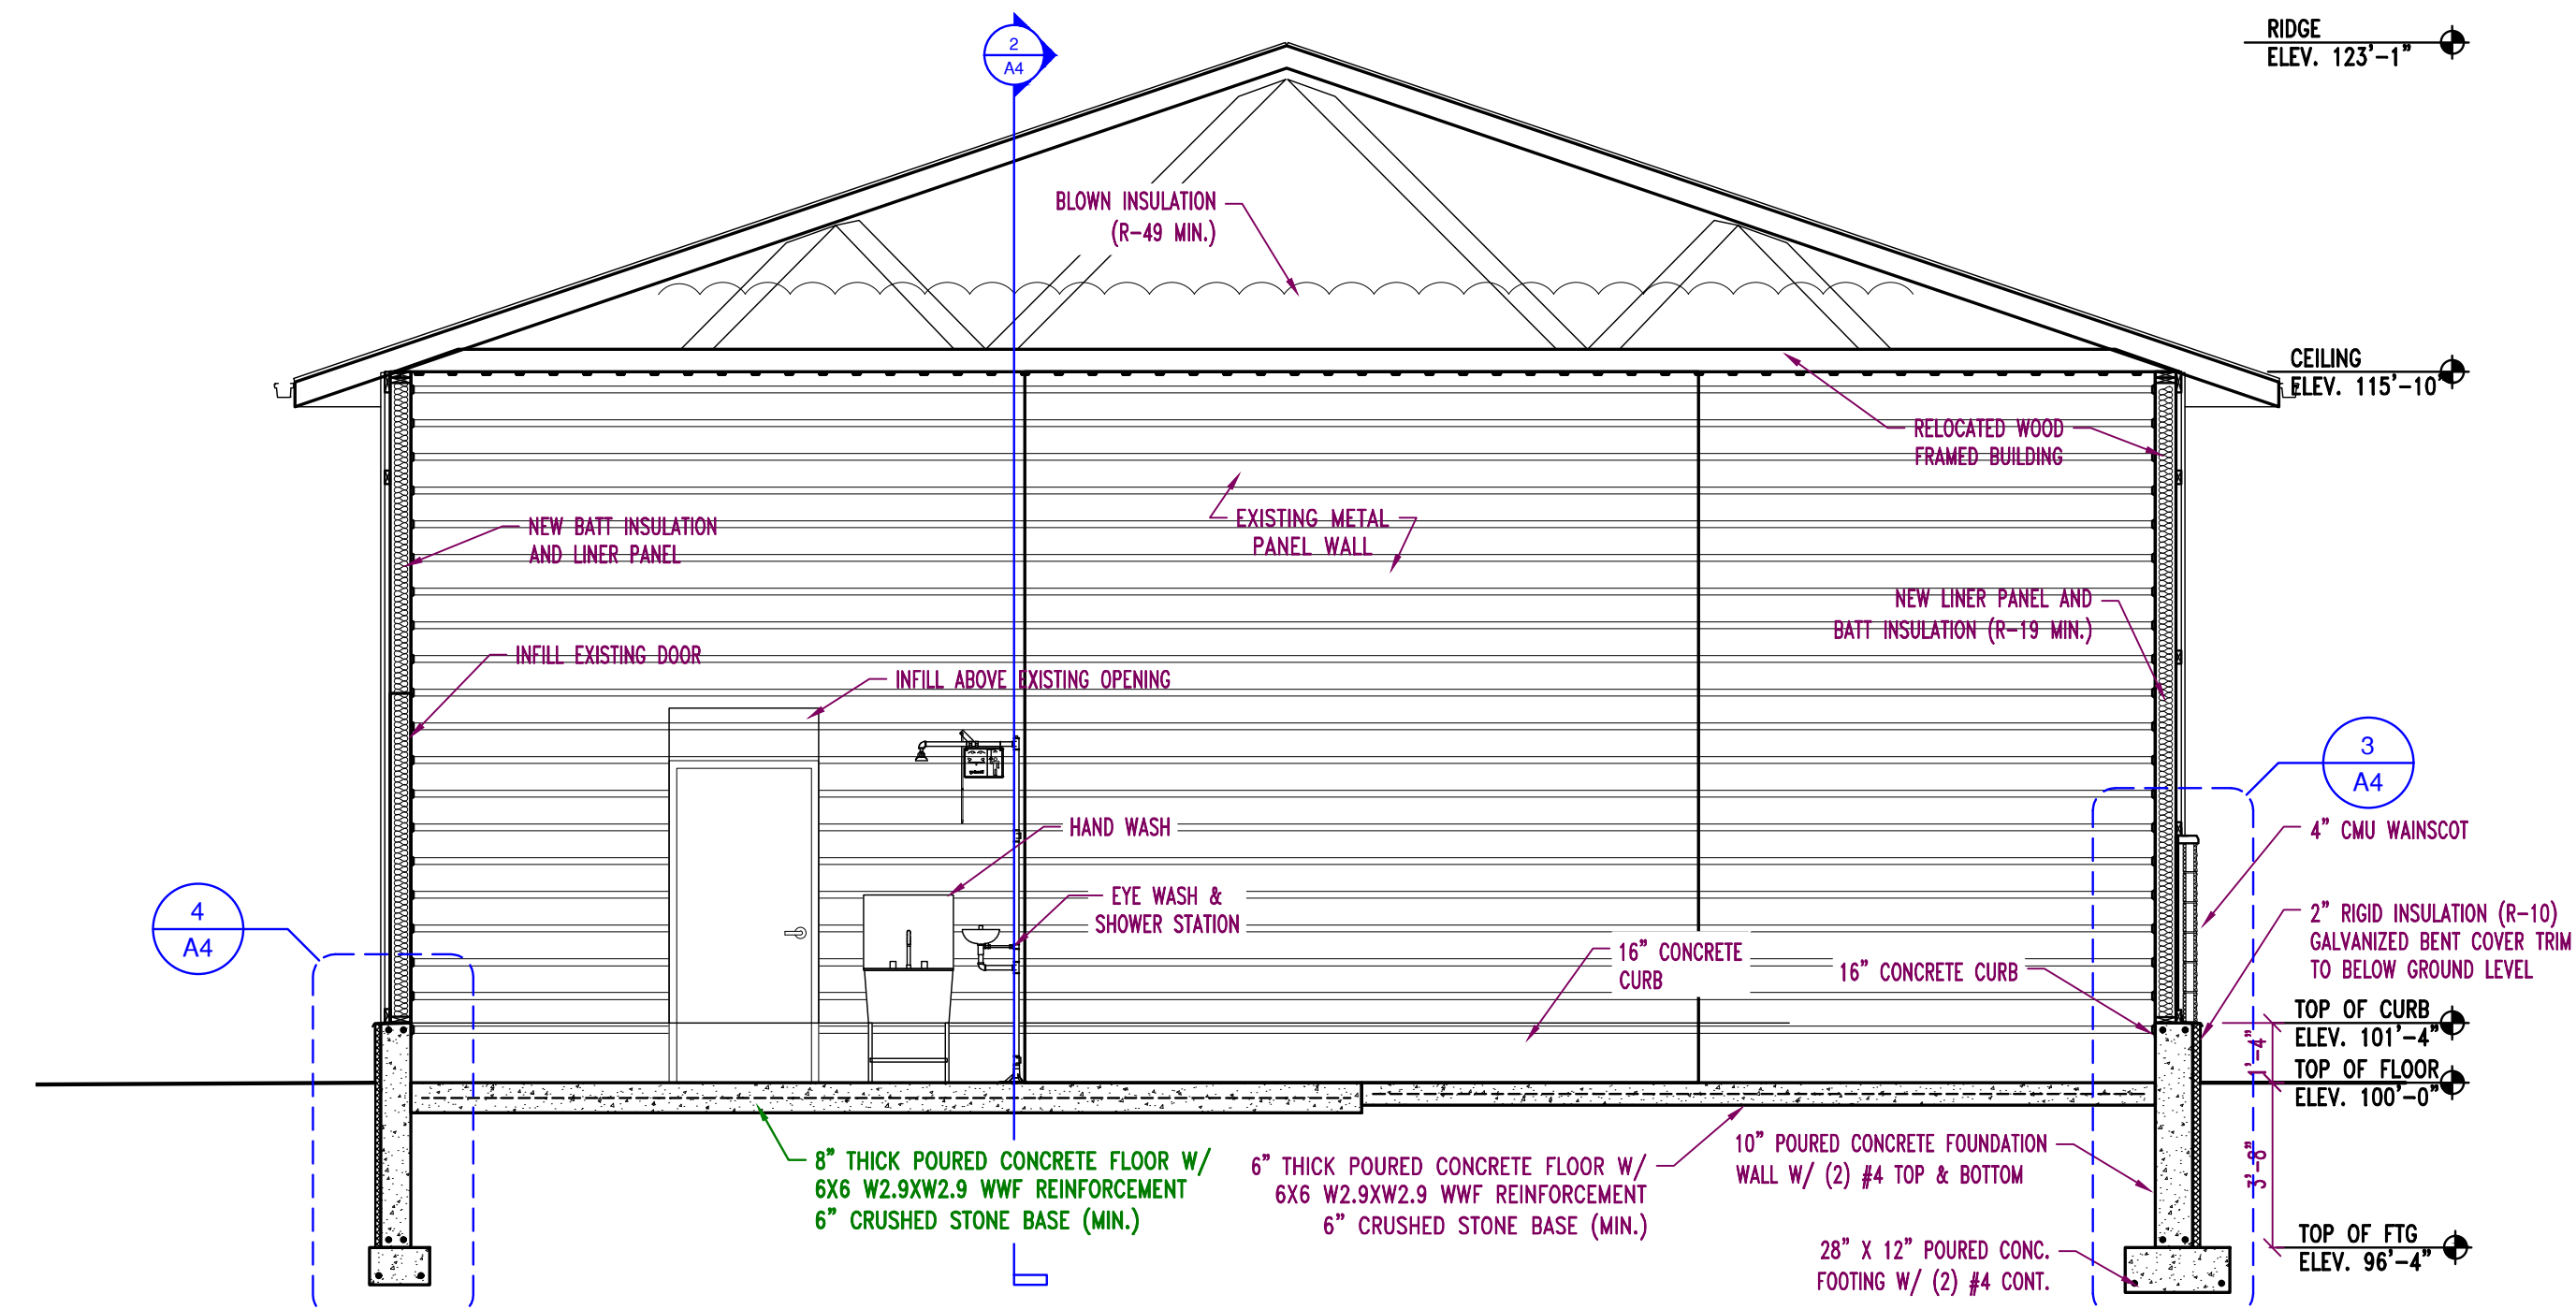 2
A4
RIDGE
ELEV. 123'-1"
BLOWN INSULATION
(R-49 MIN.)
CEILING
ELEV. 115'-10"
RELOCATED WOOD
FRAMED BUILDING
NEW BATT INSULATION
AND LINER PANEL
EXISTING METAL
PANEL WALL
NEW LINER PANEL AND
BATT INSULATION (R-19 MIN.)
INFILL EXISTING DOOR
INFILL ABOVE EXISTING OPENING
3
A4
HAND WASH
4" CMU WAINSCOT
4
A4
EYE WASH &
SHOWER STATION
16" CONCRETE
CURB
16" CONCRETE CURB
2" RIGID INSULATION (R-10)
GALVANIZED BENT COVER TRIM
TO BELOW GROUND LEVEL
TOP OF CURB
ELEV. 101'-4"
1'-4"
TOP OF FLOOR
ELEV. 100'-0"
8" THICK POURED CONCRETE FLOOR W/
6X6 W2.9XW2.9 WWF REINFORCEMENT
6" CRUSHED STONE BASE (MIN.)
6" THICK POURED CONCRETE FLOOR W/
6X6 W2.9XW2.9 WWF REINFORCEMENT
6" CRUSHED STONE BASE (MIN.)
10" POURED CONCRETE FOUNDATION
WALL W/ (2) #4 TOP & BOTTOM
3'-8"
28" X 12" POURED CONC.
FOOTING W/ (2) #4 CONT.
TOP OF FTG
ELEV. 96'-4"